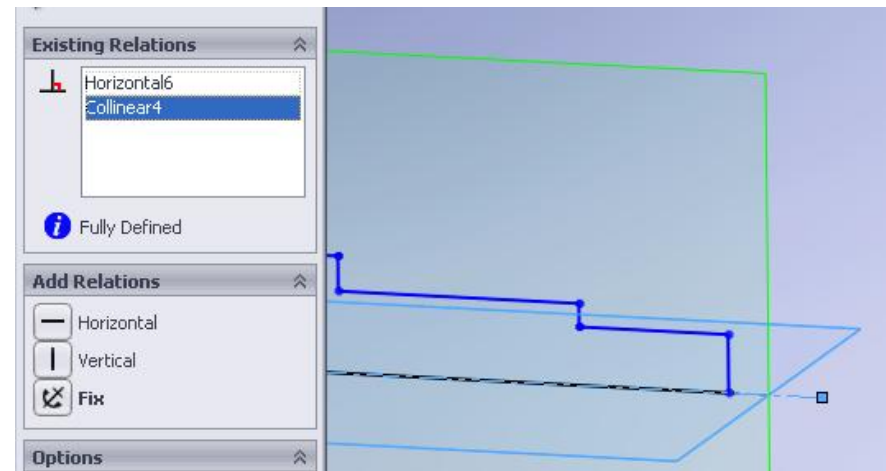 Existing Relations
Horizontal6
Collinear4
Fully Defined
Add Relations
Horizontal
Vertical
Fix
Options